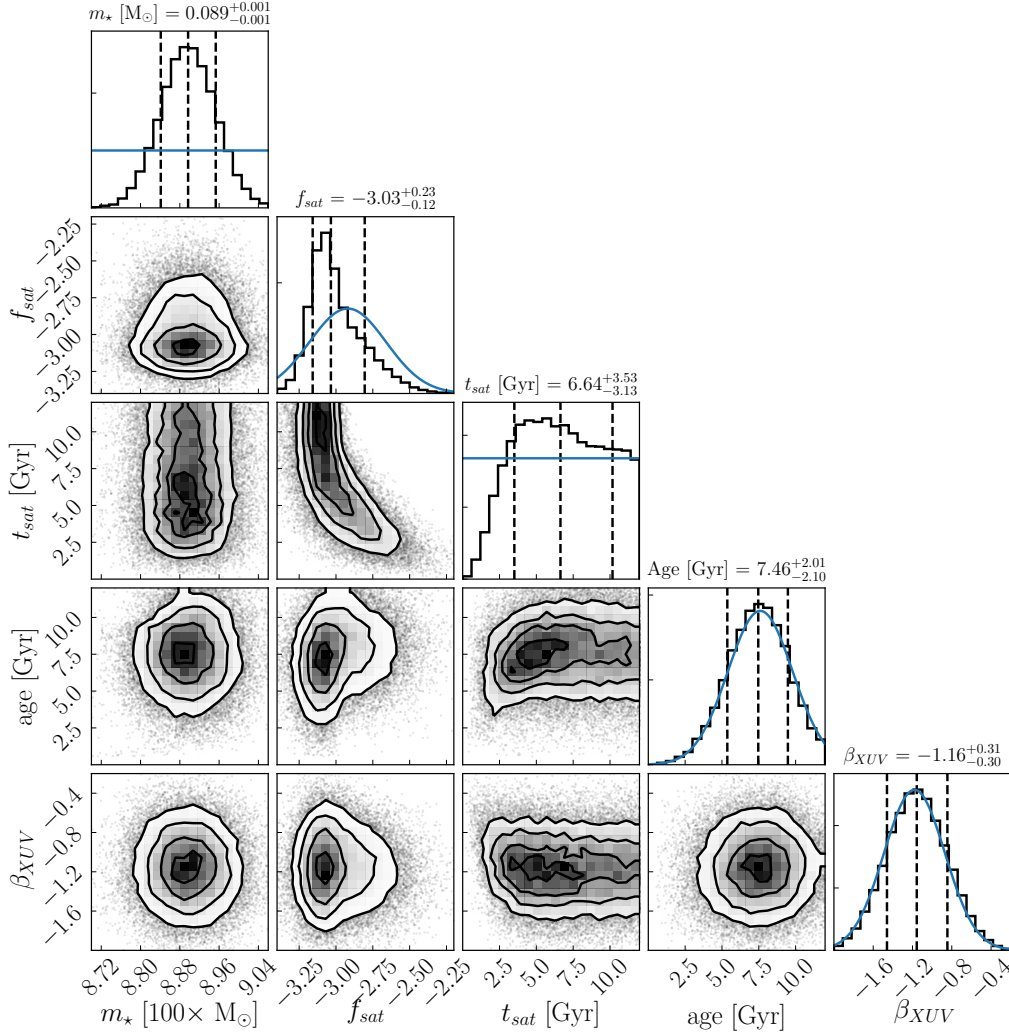 m⋆ [M⊙] = 0.089+0.001−0.001
fsat = −3.03+0.23−0.12
−2.25
−2.50
−2.75
−3.00
−3.25
fsat
tsat [Gyr] = 6.64+3.53−3.13
10.0
7.5
5.0
2.5
tsat [Gyr]
Age [Gyr] = 7.46+2.01−2.10
10.0
7.5
5.0
2.5
age [Gyr]
βXUV = −1.16+0.31−0.30
−0.4
−0.8
−1.2
−1.6
βXUV
8.72 8.80 8.88 8.96 9.04 −3.25 −3.00 −2.75 −2.50 −2.25 2.5 5.0 7.5 10.0 2.5 5.0 7.5 10.0 −1.6 −1.2 −0.8 −0.4
m⋆ [100× M⊙] fsat tsat [Gyr] age [Gyr] βXUV